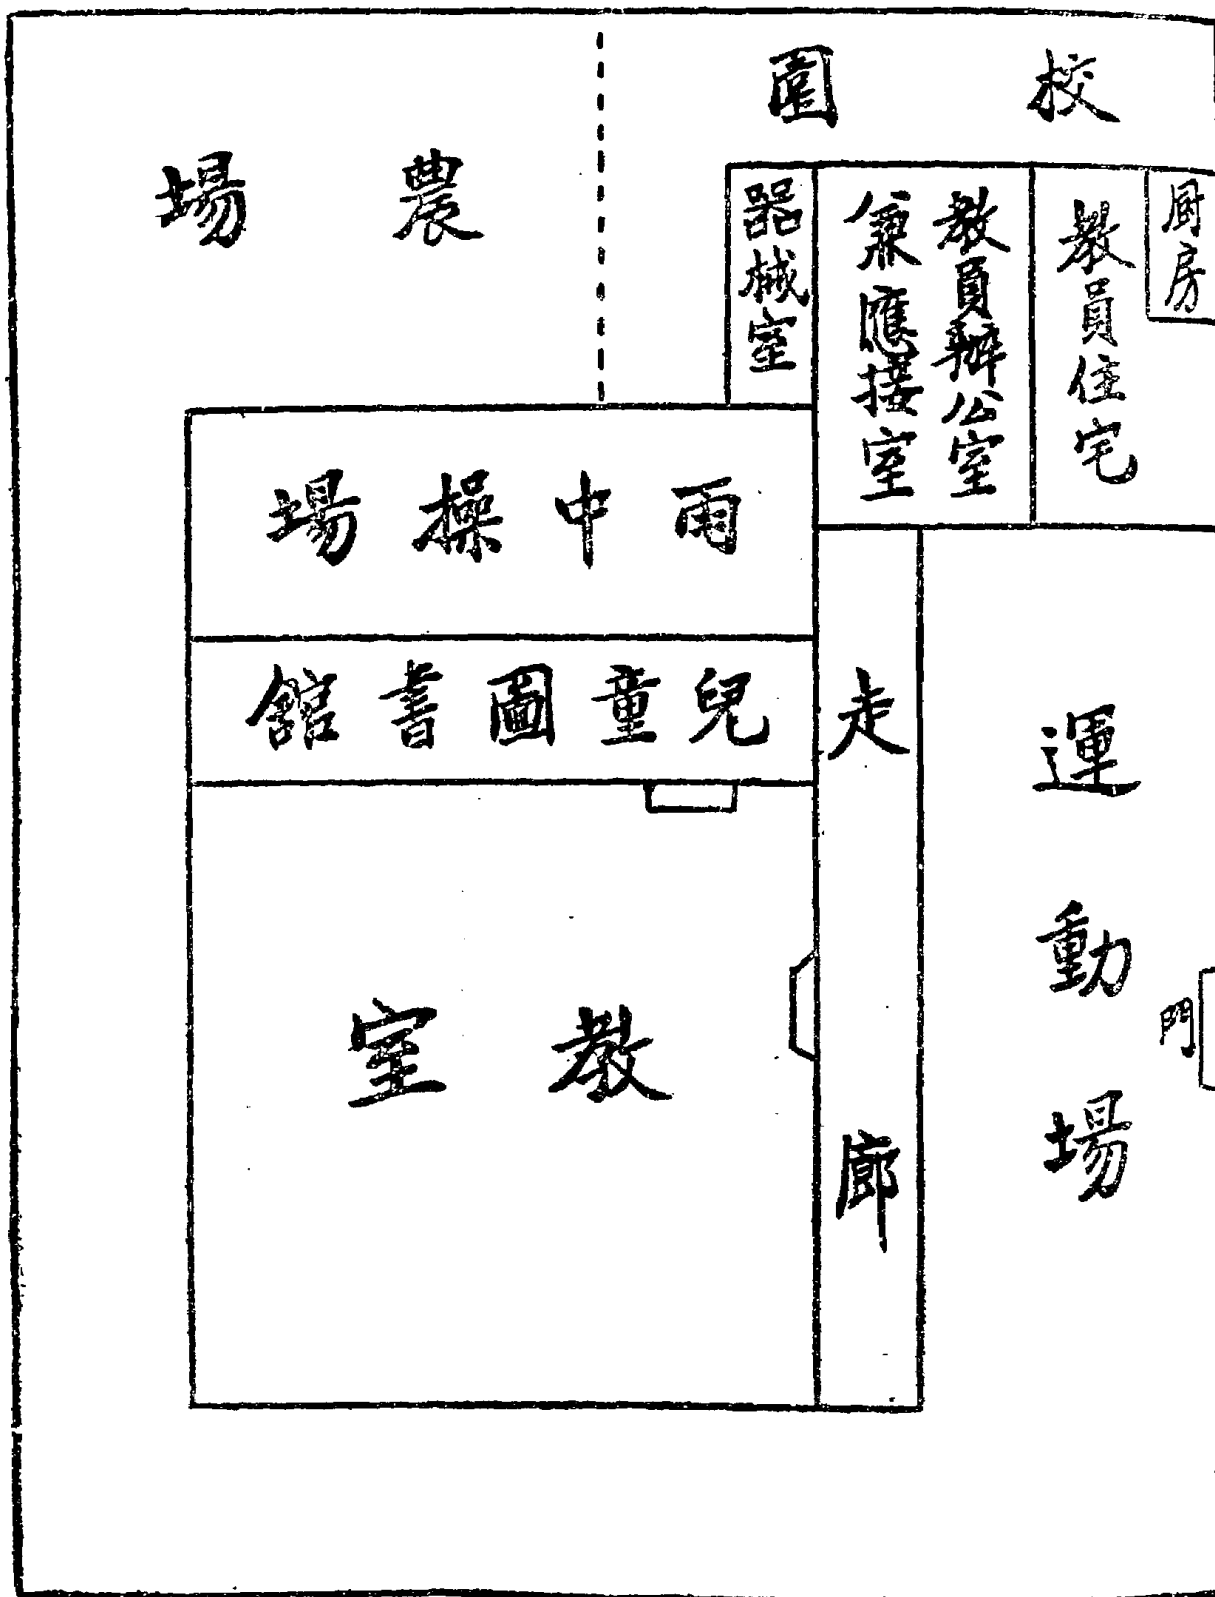 校園
農場
廚房
教員住宅
教員辦公室
兼應接室
器械室
雨中操場
兒童圖書館
走廊
運動場
門
教室